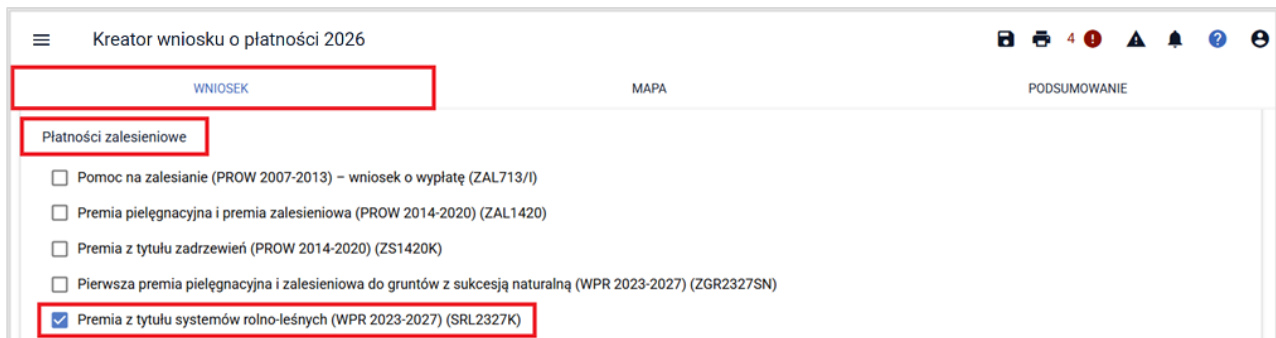 Kreator wniosku o płatności 2026
4
WNIOSEK MAPA PODSUMOWANIE
Płatności zalesieniowe
Pomoc na zalesianie (PROW 2007-2013) – wniosek o wypłatę (ZAL713/I)
Premia pielęgnacyjna i premia zalesieniowa (PROW 2014-2020) (ZAL1420)
Premia z tytułu zadrzewień (PROW 2014-2020) (ZS1420K)
Pierwsza premia pielęgnacyjna i zalesieniowa do gruntów z sukcesją naturalną (WPR 2023-2027) (ZGR2327SN)
Premia z tytułu systemów rolno-leśnych (WPR 2023-2027) (SRL2327K)